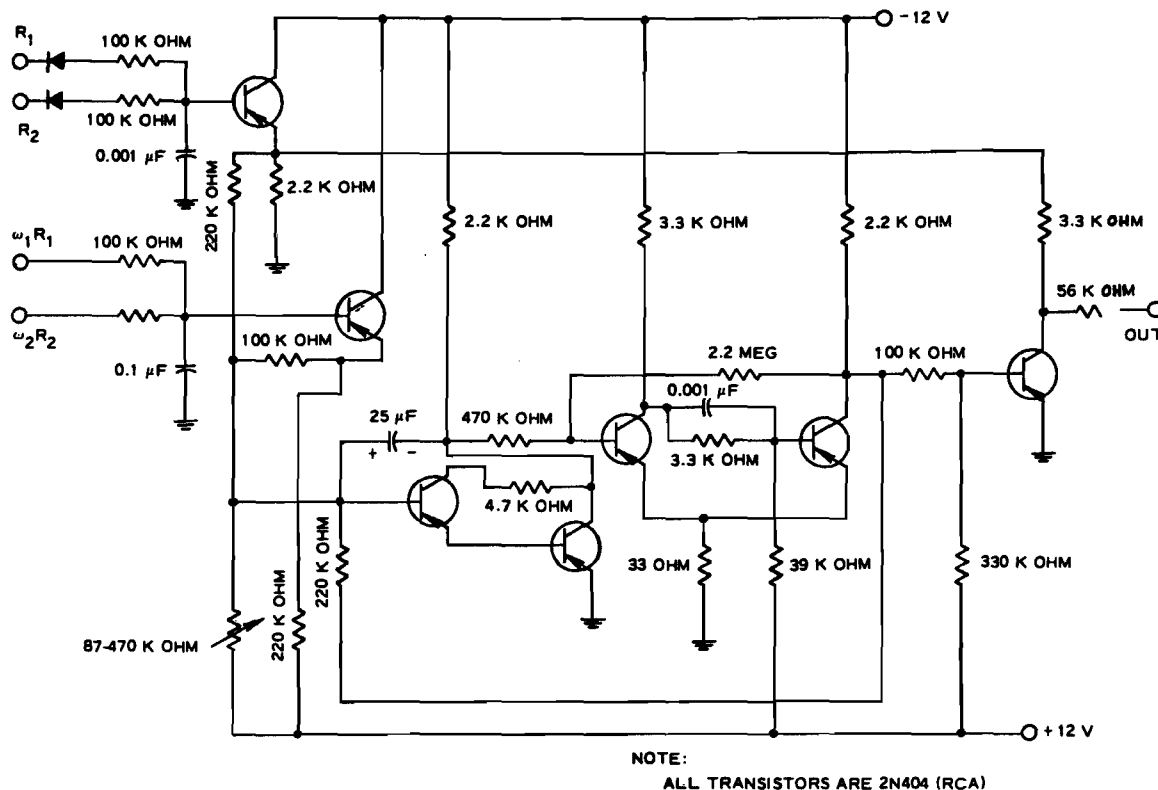 -12 V
R1
100 K OHM
100 K OHM
R2
0.001 µF
220 K OHM
2.2 K OHM
2.2 K OHM
3.3 K OHM
2.2 K OHM
3.3 K OHM
ω1R1
100 K OHM
56 K OHM
OUT
ω2R2
100 K OHM
0.1 µF
2.2 MEG
100 K OHM
0.001 µF
25 µF
+ -
470 K OHM
3.3 K OHM
4.7 K OHM
220 K OHM
33 OHM
39 K OHM
330 K OHM
87-470 K OHM
220 K OHM
+12 V
NOTE:
ALL TRANSISTORS ARE 2N404 (RCA)